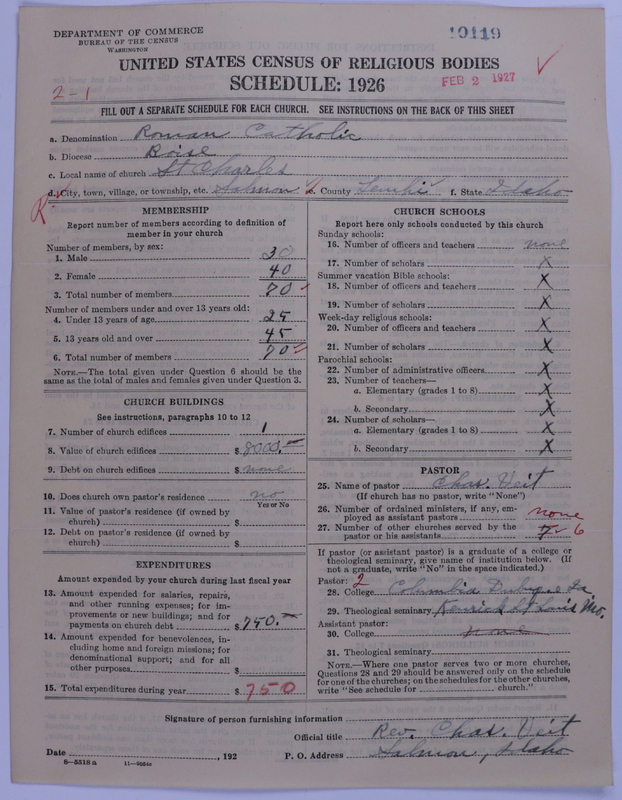 DEPARTMENT OF COMMERCE
BUREAU OF THE CENSUS
WASHINGTON
10119
UNITED STATES CENSUS OF RELIGIOUS BODIES
SCHEDULE: 1926
FEB 2 1927
2-1
FILL OUT A SEPARATE SCHEDULE FOR EACH CHURCH. SEE INSTRUCTIONS ON THE BACK OF THIS SHEET
a. Denomination Roman Catholic
b. Diocese Boise
c. Local name of church St Charles
d. City, town, village, or township, etc. Salmon e. County Lemhi f. State Idaho
R
MEMBERSHIP
Report number of members according to definition of
member in your church
Number of members, by sex:
1. Male 30
2. Female 40
3. Total number of members 70
Number of members under and over 13 years old:
4. Under 13 years of age 25
5. 13 years old and over 45
6. Total number of members 70
NOTE.—The total given under Question 6 should be
same as the total of males and females given under Question 3.
CHURCH BUILDINGS
See instructions, paragraphs 10 to 12
7. Number of church edifices 1
8. Value of church edifices $ 8000.
9. Debt on church edifices $ none
10. Does church own pastor's residence no
Yes or No
11. Value of pastor's residence (if owned by
church) $
12. Debt on pastor's residence (if owned by
church) $
EXPENDITURES
Amount expended by your church during last fiscal year
13. Amount expended for salaries, repairs,
and other running expenses; for im-
provements or new buildings; and for
payments on church debt $ 750.
14. Amount expended for benevolences, in-
cluding home and foreign missions; for
denominational support; and for all
other purposes $
15. Total expenditures during year $ 750
CHURCH SCHOOLS
Report here only schools conducted by this church
Sunday schools:
16. Number of officers and teachers none
17. Number of scholars X
Summer vacation Bible schools:
18. Number of officers and teachers X
19. Number of scholars X
Week-day religious schools:
20. Number of officers and teachers X
21. Number of scholars X
Parochial schools:
22. Number of administrative officers X
23. Number of teachers—
a. Elementary (grades 1 to 8) X
b. Secondary X
24. Number of scholars—
a. Elementary (grades 1 to 8) X
b. Secondary X
PASTOR
25. Name of pastor Chas. Veit
(If church has no pastor, write "None")
26. Number of ordained ministers, if any, em-
ployed as assistant pastors none
27. Number of other churches served by the
pastor or his assistants 7 6
If pastor (or assistant pastor) is a graduate of a college or
theological seminary, give name of institution below. (If
not a graduate, write "No" in the space indicated.)
Pastor: 2
28. College Columbia Dubuque Ia
29. Theological seminary Kenrick St Louis Mo.
Assistant pastor:
30. College none
31. Theological seminary
NOTE.—Where one pastor serves two or more churches,
Questions 28 and 29 should be answered only on the schedule
for one of the churches; on the schedules for the other churches,
write "See schedule for church."
Signature of person furnishing information
Official title Rev. Chas. Veit
Date , 192 P. O. Address Salmon, Idaho
8—5518a